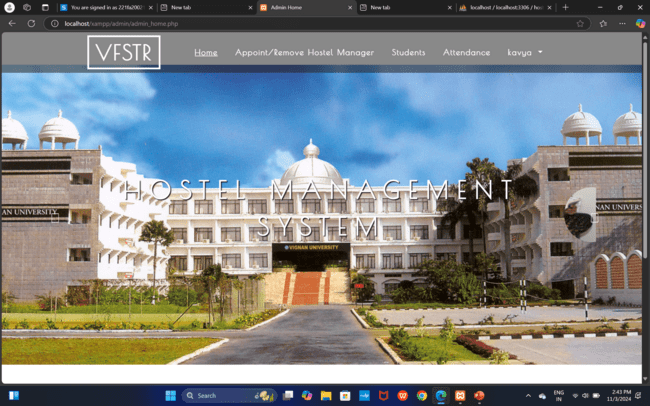 You are signed in as 221fa2002
New tab
Admin Home
New tab
localhost / localhost:3306 / hos
localhost/xampp/admin/admin_home.php
VFSTR
Home
Appoint/Remove Hostel Manager
Students
Attendance
kavya
HOSTEL MANAGEMENT
SYSTEM
NAN UNIVERSITY
VIGNAN UNIVERSITY
NAN UNIVERS
Search
ENG
IN
2:43 PM
11/3/2024